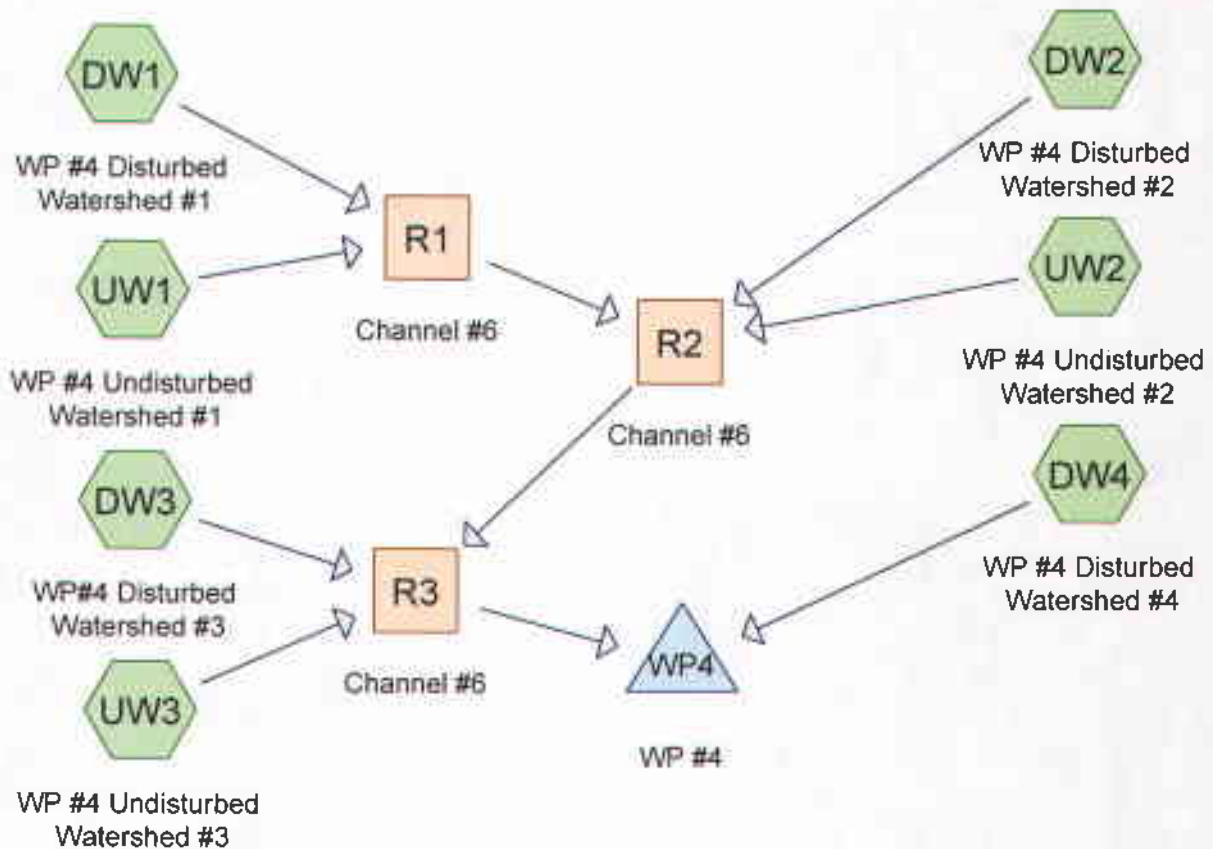 DW1
WP #4 Disturbed
Watershed #1
DW2
WP #4 Disturbed
Watershed #2
R1
Channel #6
UW1
WP #4 Undisturbed
Watershed #1
UW2
WP #4 Undisturbed
Watershed #2
R2
Channel #6
DW3
WP#4 Disturbed
Watershed #3
DW4
WP #4 Disturbed
Watershed #4
R3
Channel #6
WP4
WP #4
UW3
WP #4 Undisturbed
Watershed #3